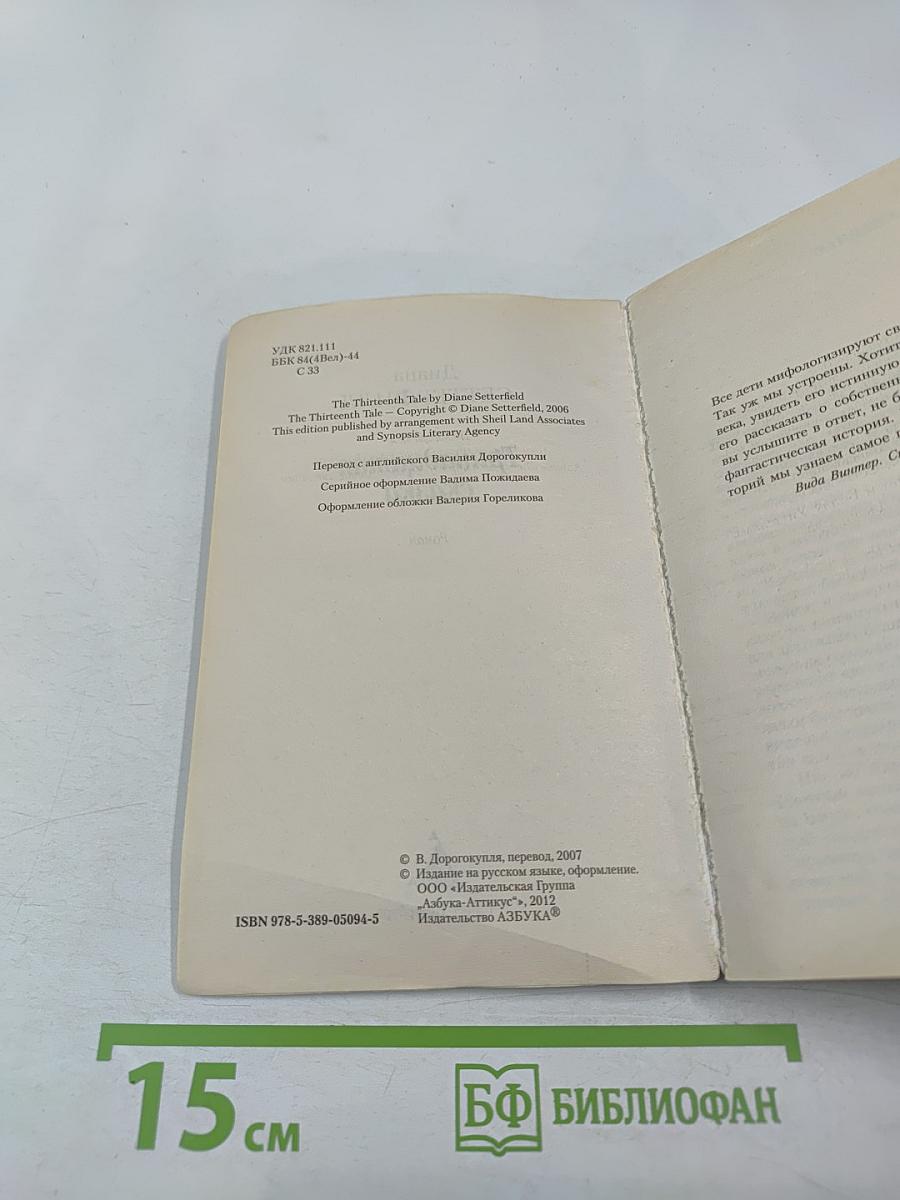 УДК 821.111
ББК 84(4Вел)-44
С 33
The Thirteenth Tale by Diane Setterfield
The Thirteenth Tale — Copyright © Diane Setterfield, 2006
This edition published by arrangement with Sheil Land Associates
and Synopsis Literary Agency
Перевод с английского Василия Дорогокупли
Серийное оформление Вадима Пожидаева
Оформление обложки Валерия Гореликова
© В. Дорогокупля, перевод, 2007
© Издание на русском языке, оформление.
ООО «Издательская Группа
„Азбука-Аттикус“», 2012
Издательство АЗБУКА®
ISBN 978-5-389-05094-5
Все дети мифологизируют св
Так уж мы устроены. Хотит
века, увидеть его истинную
его рассказать о собствен
вы услышите в ответ, не б
фантастическая история.
торий мы узнаем самое
Вида Винтер.
15 см
БФ БИБЛИОФАН